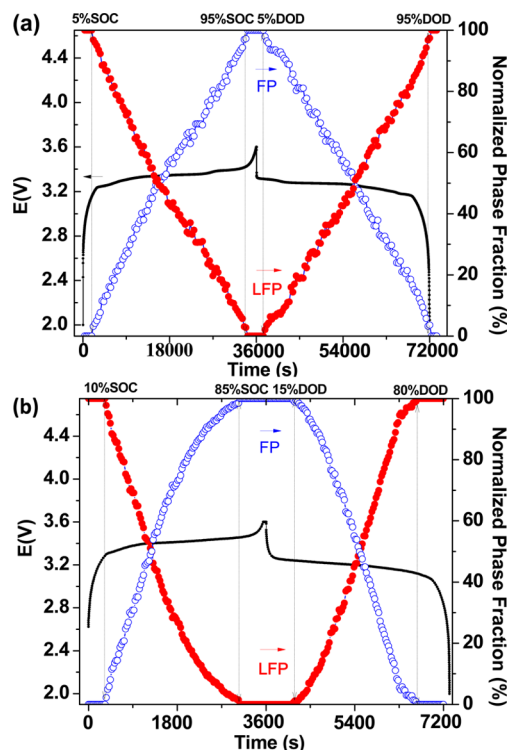 (a)
5%SOC 95%SOC 5%DOD 95%DOD
4.4
4.0
3.6
3.2
2.8
2.4
2.0
E(V)
100
80
60
40
20
0
Normalized Phase Fraction (%)
FP
LFP
0 18000 36000 54000 72000
Time (s)
(b)
10%SOC 85%SOC 15%DOD 80%DOD
4.4
4.0
3.6
3.2
2.8
2.4
2.0
E(V)
100
80
60
40
20
0
Normalized Phase Fraction (%)
FP
LFP
0 1800 3600 5400 7200
Time (s)